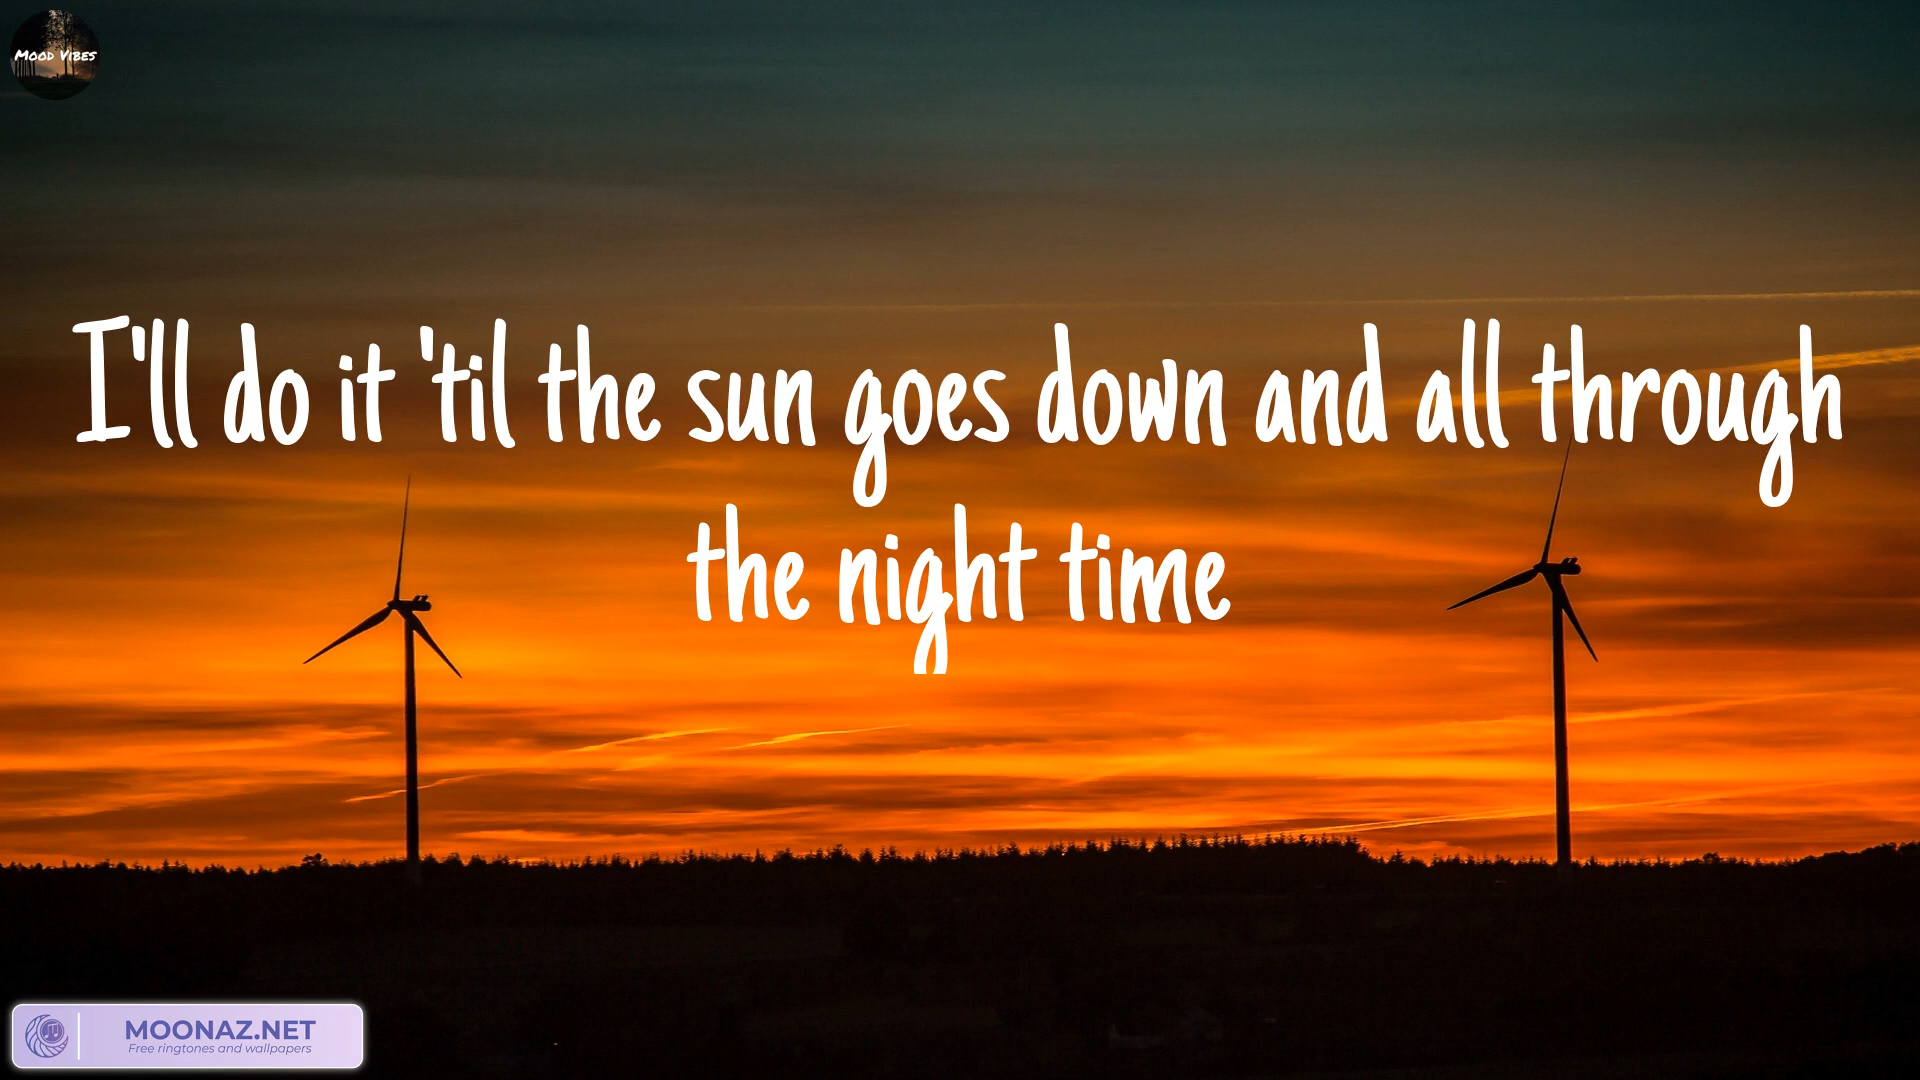 Mood Vibes
I'll do it 'til the sun goes down and all through
the night time
MOONAZ.NET
Free ringtones and wallpapers